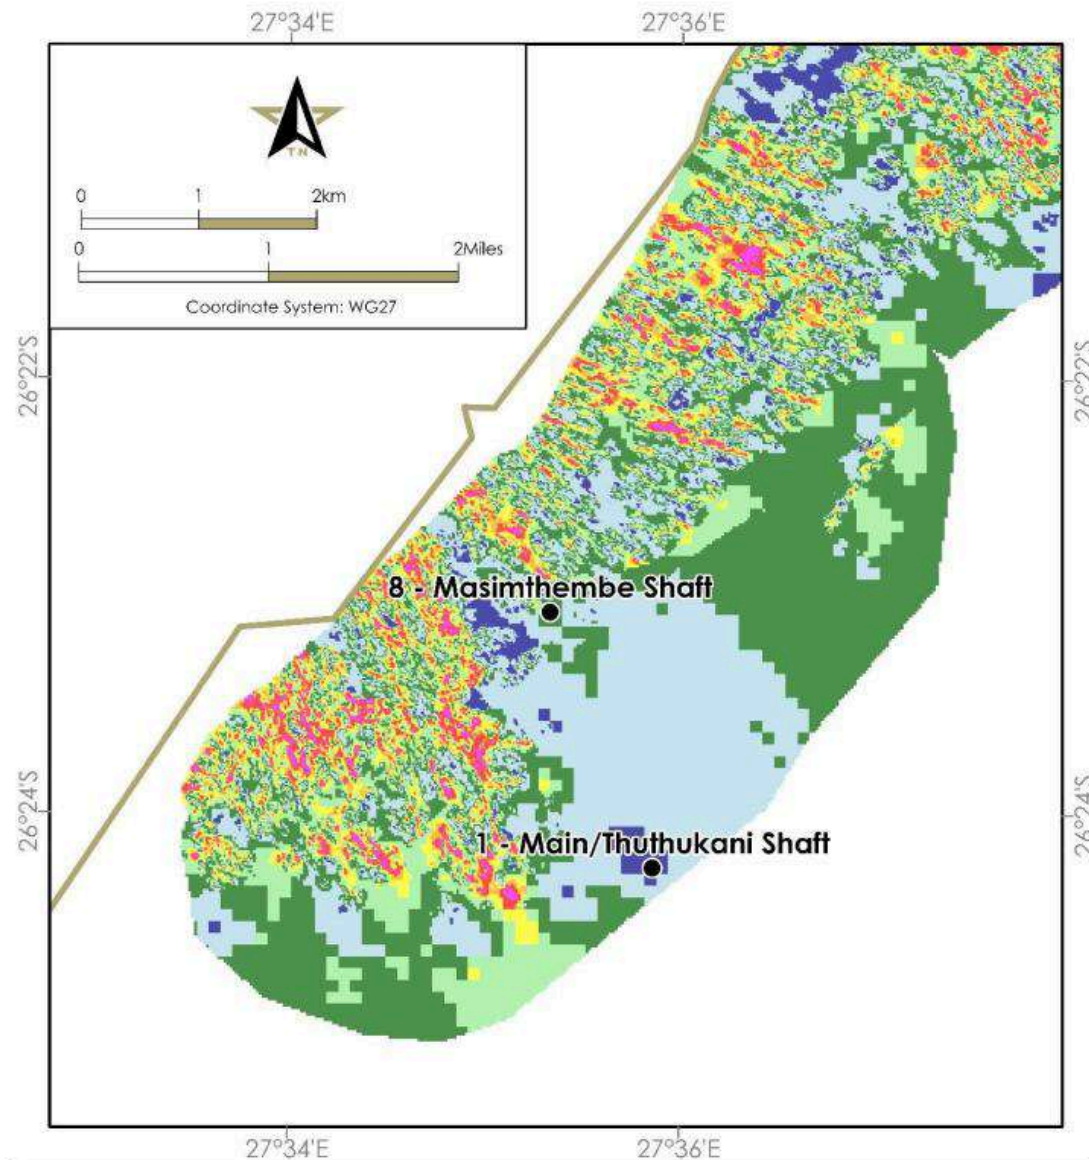 27°34'E
27°36'E
TN
0 1 2km
0 1 2Miles
Coordinate System: WG27
26°22'S
26°22'S
8 - Masimthembe Shaft
26°24'S
26°24'S
1 - Main/Thuthukani Shaft
27°34'E
27°36'E